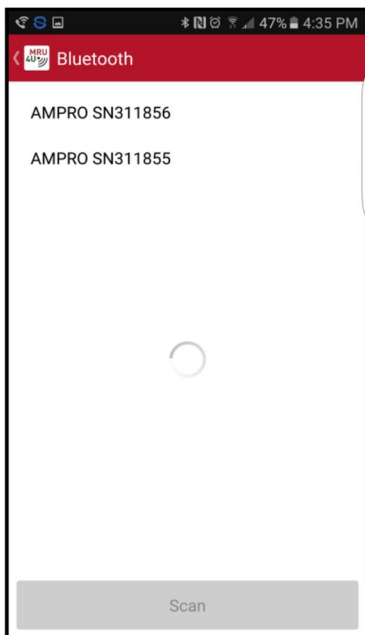 47% 4:35 PM
MRU
4U
Bluetooth
AMPRO SN311856
AMPRO SN311855
Scan